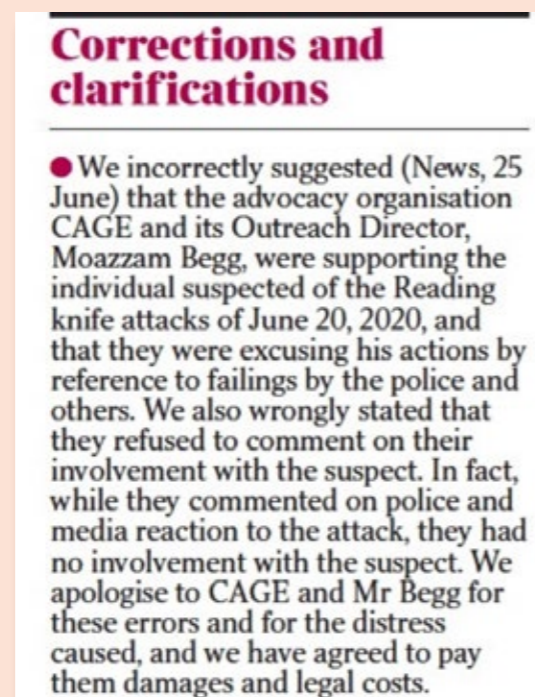 Corrections and
clarifications
● We incorrectly suggested (News, 25
June) that the advocacy organisation
CAGE and its Outreach Director,
Moazzam Begg, were supporting the
individual suspected of the Reading
knife attacks of June 20, 2020, and
that they were excusing his actions by
reference to failings by the police and
others. We also wrongly stated that
they refused to comment on their
involvement with the suspect. In fact,
while they commented on police and
media reaction to the attack, they had
no involvement with the suspect. We
apologise to CAGE and Mr Begg for
these errors and for the distress
caused, and we have agreed to pay
them damages and legal costs.